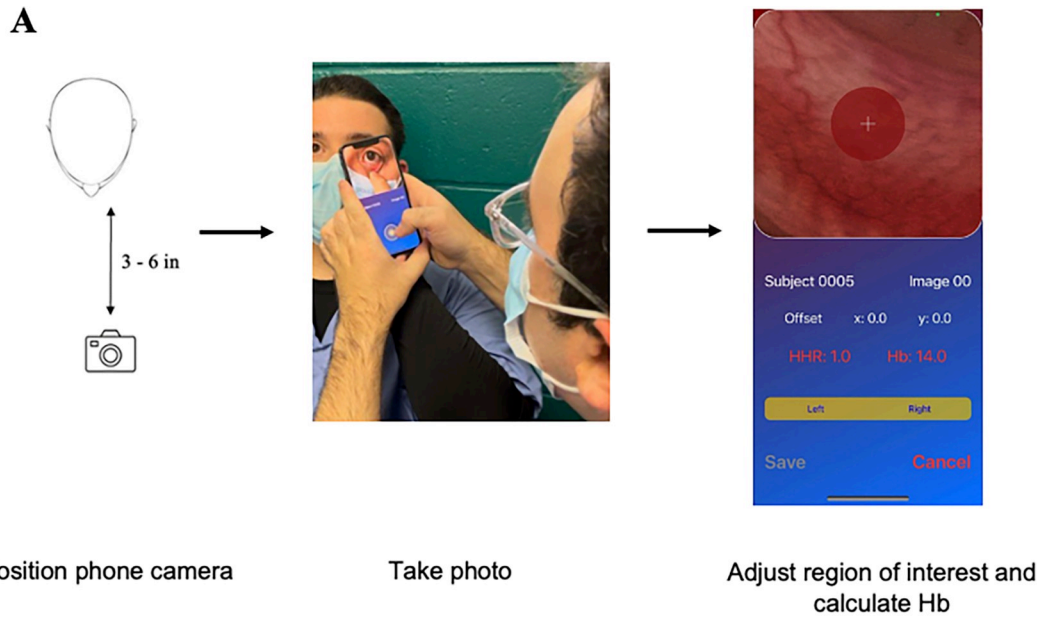 A
3 - 6 in
Subject 0005 Image 00
Offset x: 0.0 y: 0.0
HHR: 1.0 Hb: 14.0
Left Right
Save Cancel
osition phone camera
Take photo
Adjust region of interest and
calculate Hb